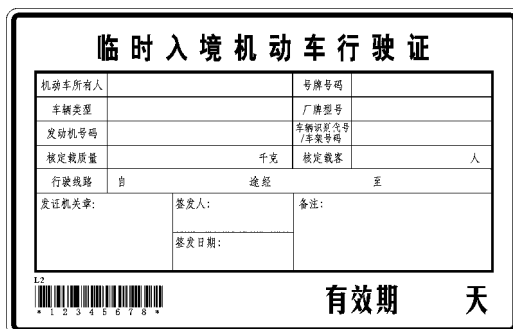 临时入境机动车行驶证
机动车所有人 号牌号码
车辆类型 厂牌型号
发动机号码 车辆识别代号
/车架号码
核定载质量 千克 核定载客 人
行驶线路 自 途经 至
发证机关章: 签发人: 备注:
签发日期:
L2
*12345678*
有效期 天